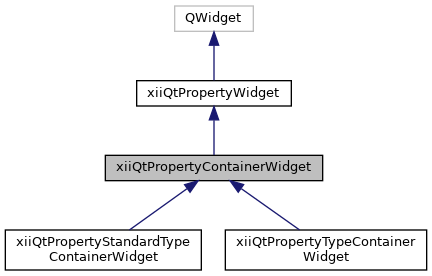 QWidget
xiiQtPropertyWidget
xiiQtPropertyContainerWidget
xiiQtPropertyStandardType
ContainerWidget
xiiQtPropertyTypeContainer
Widget